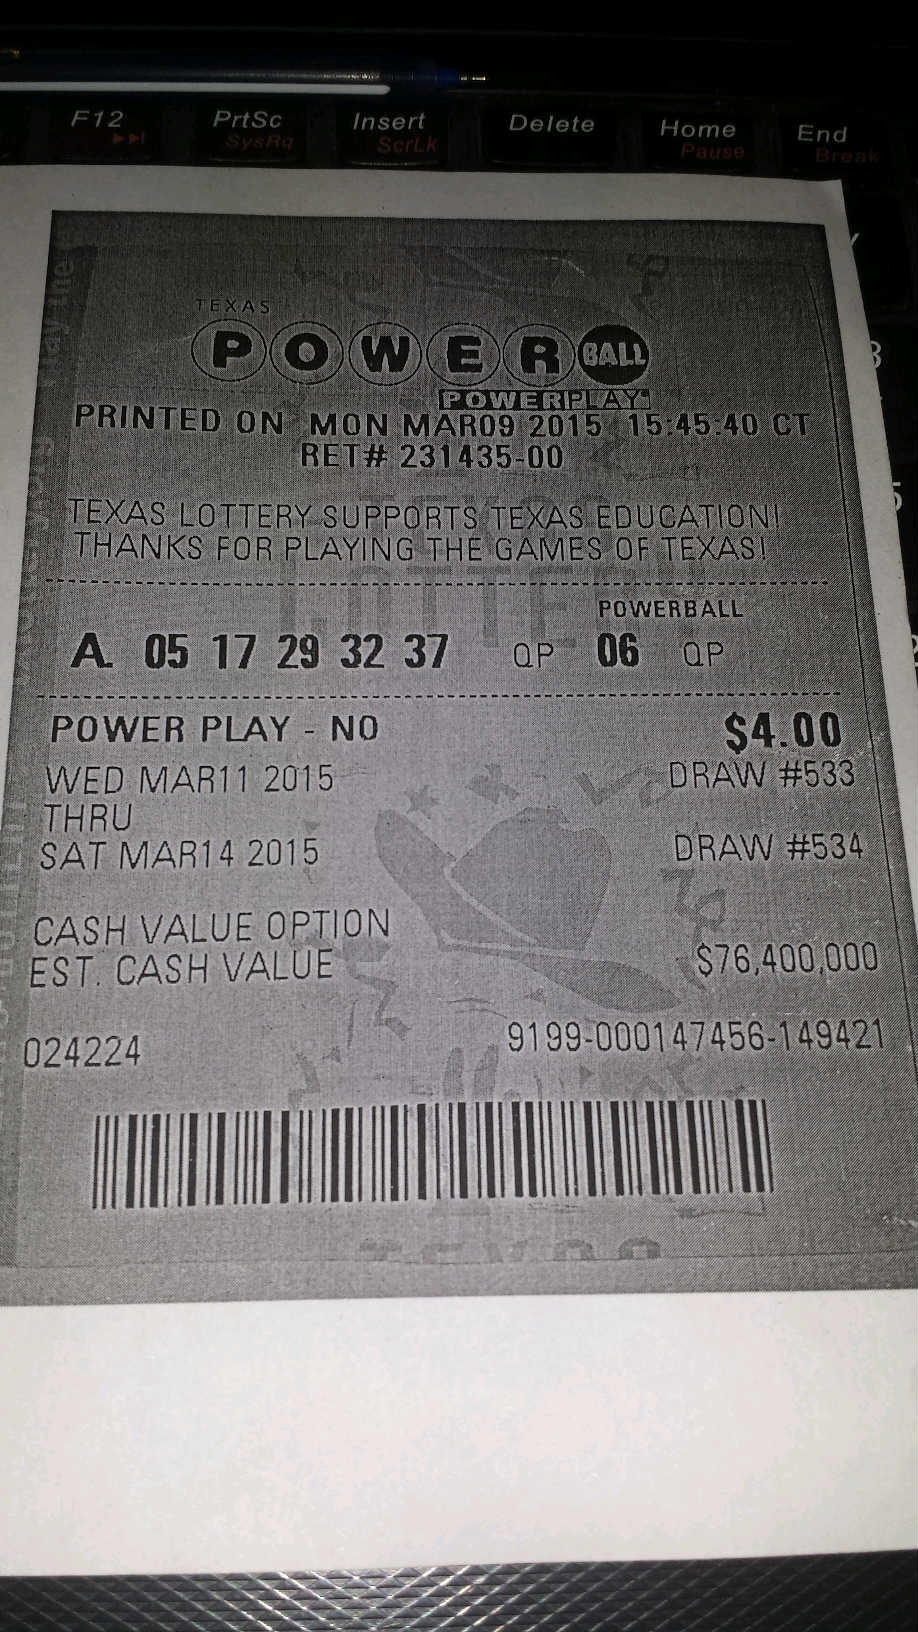 F12 PrtSc Insert Delete Home End
SysRq ScrLk Pause Break
TEXAS
POWERBALL
POWERPLAY
PRINTED ON MON MAR09 2015 15:45:40 CT
RET# 231435-00
TEXAS LOTTERY SUPPORTS TEXAS EDUCATION!
THANKS FOR PLAYING THE GAMES OF TEXAS!
POWERBALL
A. 05 17 29 32 37 QP 06 QP
POWER PLAY - NO $4.00
WED MAR11 2015 DRAW #533
THRU
SAT MAR14 2015 DRAW #534
CASH VALUE OPTION
EST. CASH VALUE $76,400,000
024224 9199-000147456-149421
TEXAS